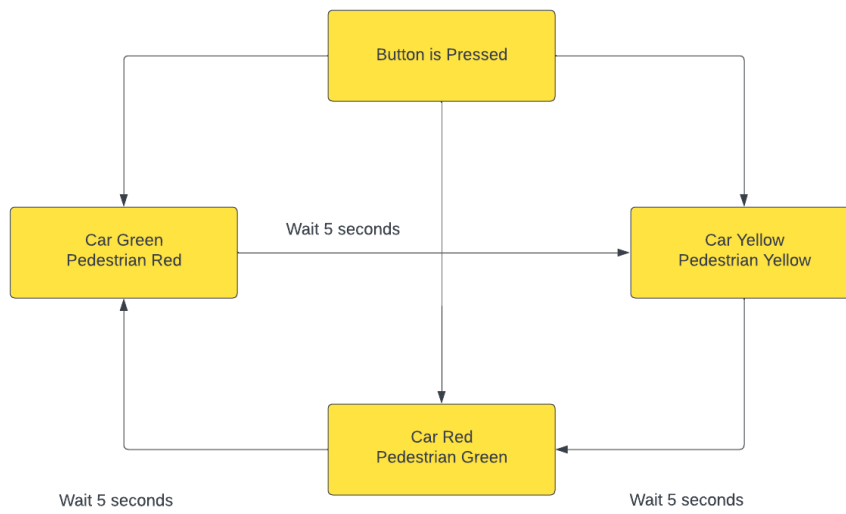 Button is Pressed
Wait 5 seconds
Car Green
Pedestrian Red
Car Yellow
Pedestrian Yellow
Car Red
Pedestrian Green
Wait 5 seconds
Wait 5 seconds